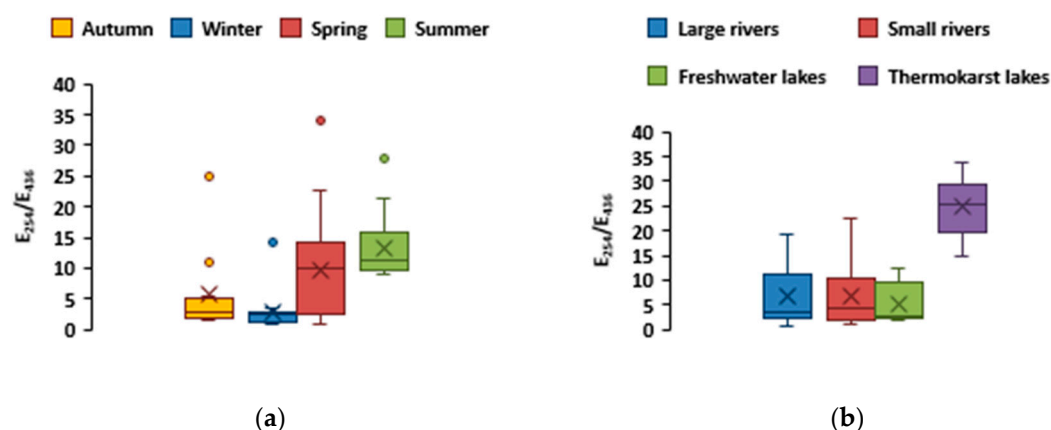 Autumn Winter Spring Summer
40
35
30
25
20
15
10
5
0
E₂₅₄/E₄₃₆
(a)
Large rivers Small rivers
Freshwater lakes Thermokarst lakes
40
35
30
25
20
15
10
5
0
E₂₅₄/E₄₃₆
(b)